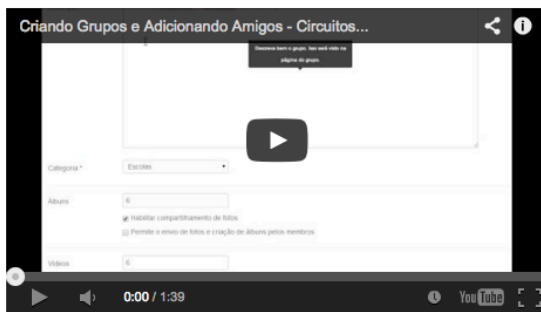 Criando Grupos e Adicionando Amigos - Circuitos...
Descreva bem o grupo. Isso será visto na
página do grupo.
Categoria *
Escolas
Álbuns
6
Habilitar compartilhamento de fotos
Permite o envio de fotos e criação de álbuns pelos membros
Vídeos
6
0:00 / 1:39
YouTube